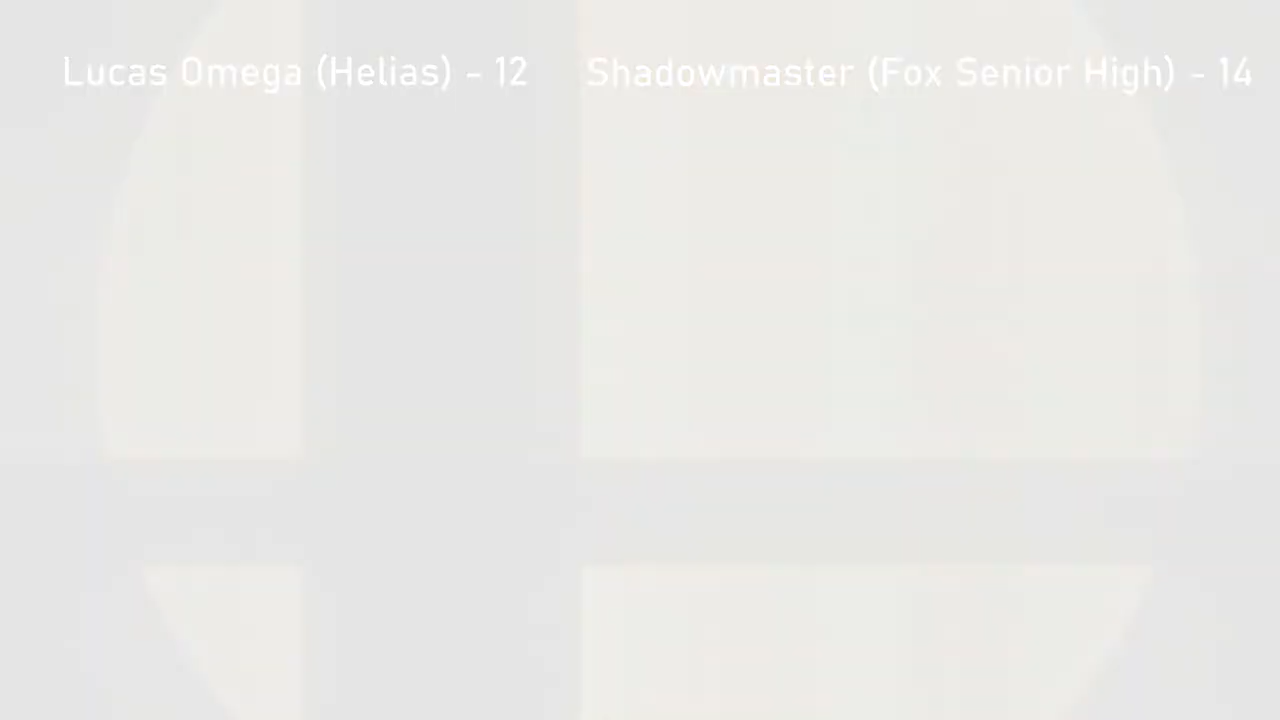 Lucas Omega (Helias) - 12 Shadowmaster (Fox Senior High) - 14